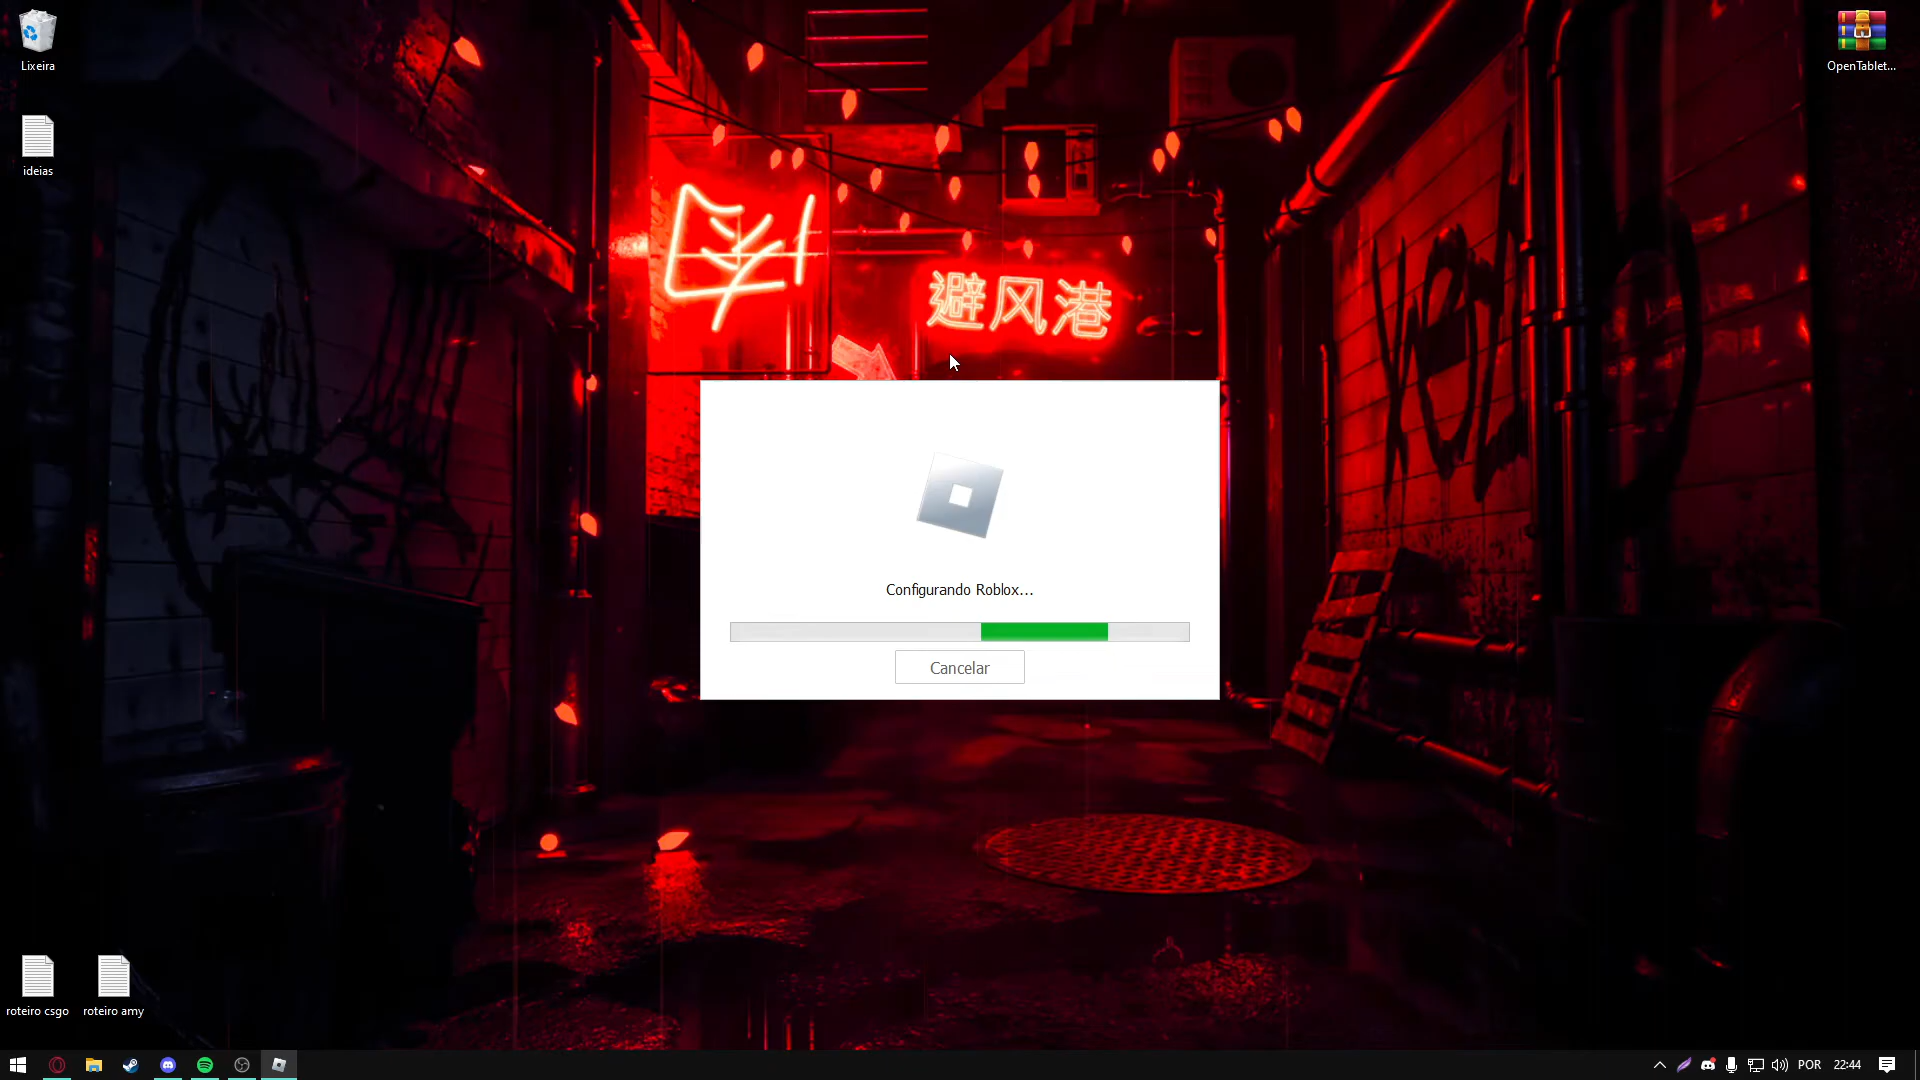 Lixeira
OpenTablet...
ideias
避风港
Configurando Roblox...
Cancelar
roteiro csgo
roteiro amy
POR
22:44